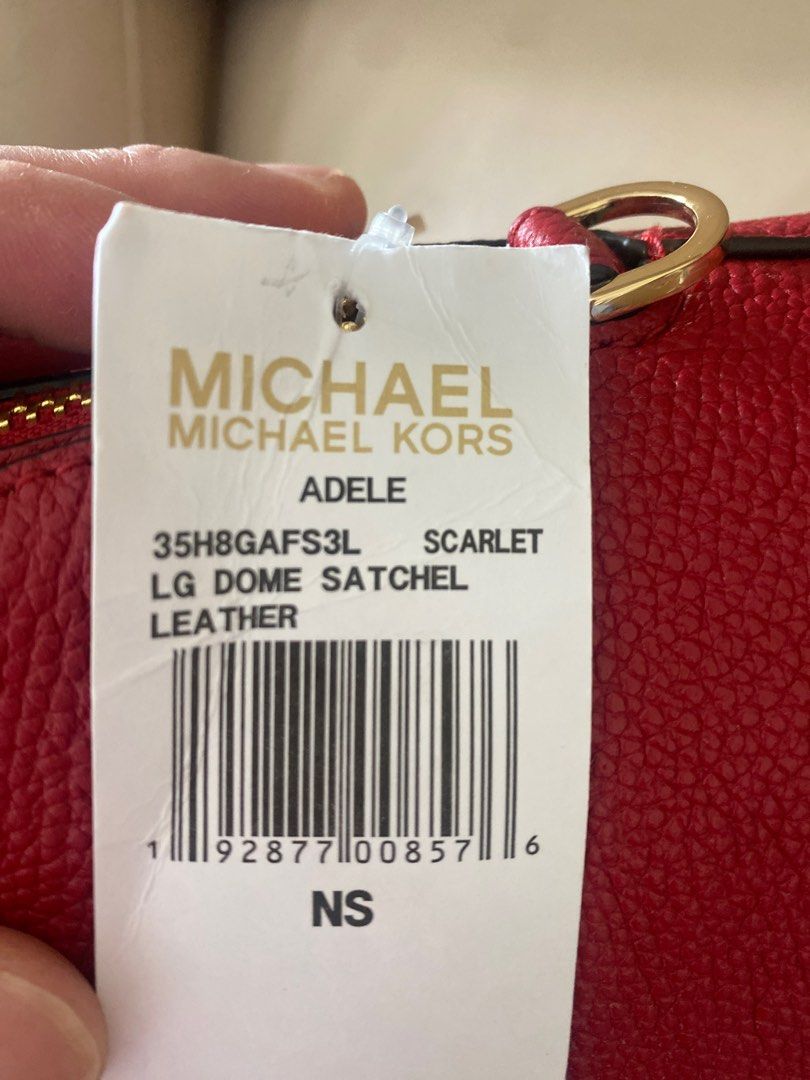 MICHAEL
MICHAEL KORS
ADELE
35H8GAFS3L SCARLET
LG DOME SATCHEL
LEATHER
1 92877 00857 6
NS